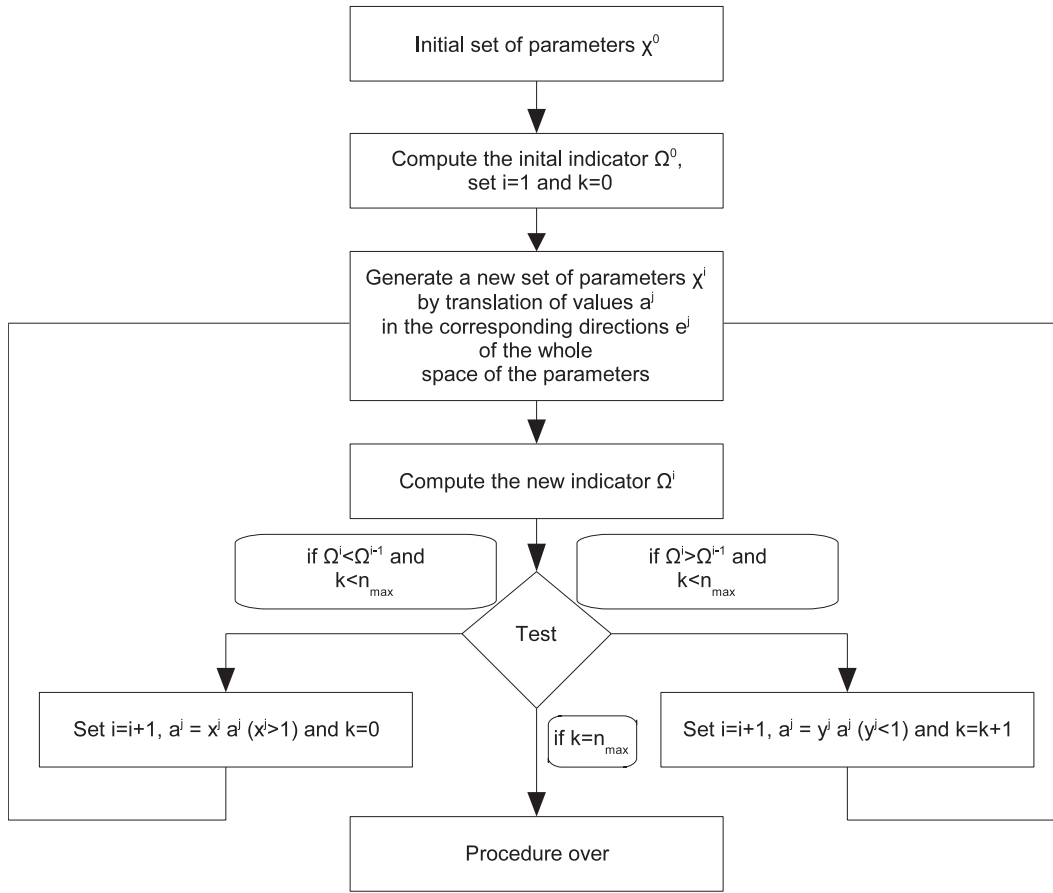 Initial set of parameters χ⁰
Compute the inital indicator Ω⁰,
set i=1 and k=0
Generate a new set of parameters χⁱ
by translation of values aʲ
in the corresponding directions eʲ
of the whole
space of the parameters
Compute the new indicator Ωⁱ
if Ωⁱ<Ωⁱ⁻¹ and
k<n_max
if Ωⁱ>Ωⁱ⁻¹ and
k<n_max
Test
Set i=i+1, aʲ = xʲ aʲ (xʲ>1) and k=0
if k=n_max
Set i=i+1, aʲ = yʲ aʲ (yʲ<1) and k=k+1
Procedure over